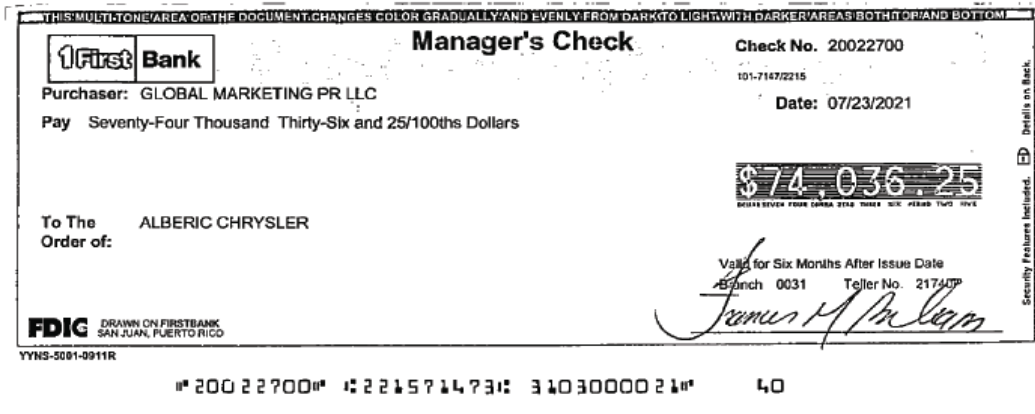 THIS MULTI-TONE AREA OF THE DOCUMENT CHANGES COLOR GRADUALLY AND EVENLY FROM DARK TO LIGHT WITH DARKER AREAS BOTH TOP AND BOTTOM
1 First Bank
Manager's Check
Check No. 20022700
101-7147/2215
Purchaser: GLOBAL MARKETING PR LLC
Date: 07/23/2021
Pay Seventy-Four Thousand Thirty-Six and 25/100ths Dollars
$74,036.25
DOLLAR SEVEN FOUR COMMA ZERO THREE SIX PERIOD TWO FIVE
To The ALBERIC CHRYSLER
Order of:
Valid for Six Months After Issue Date
Branch 0031 Teller No. 21740P
FDIC DRAWN ON FIRSTBANK
SAN JUAN, PUERTO RICO
YYNS-5001-0911R
⑈20022700⑈ ⑆221571473⑆ 3103000021⑈ 40
Security Features Included. Details on Back.